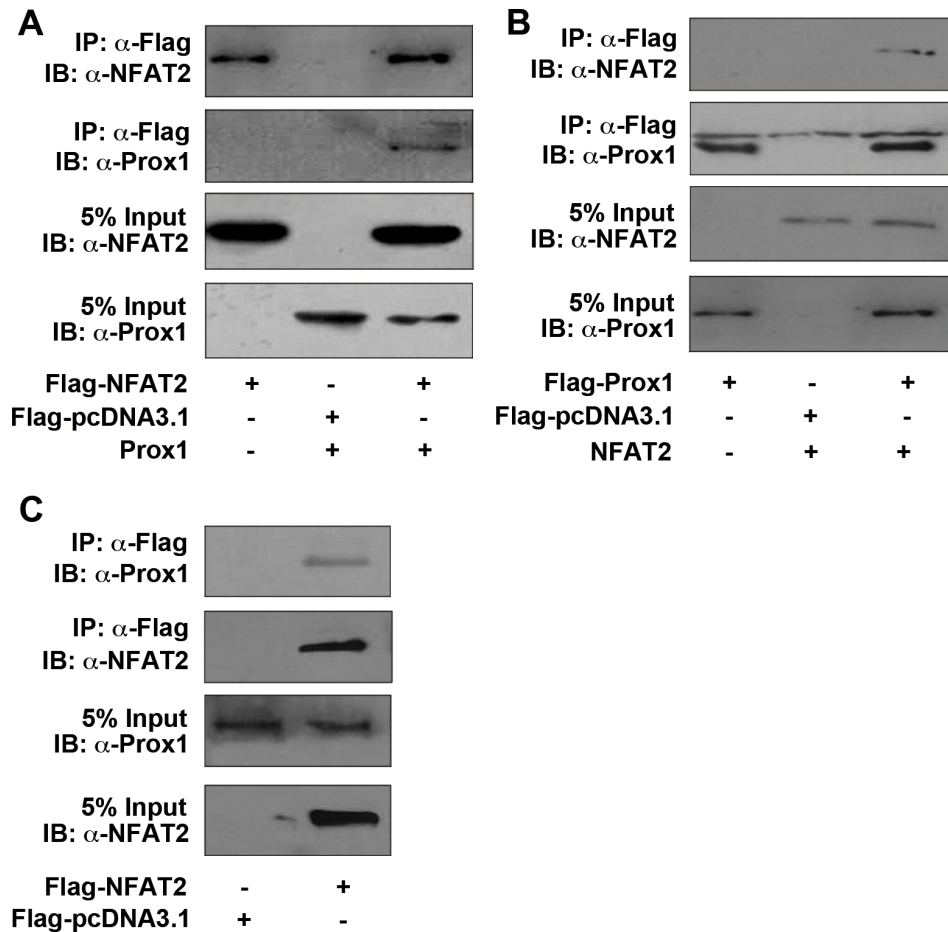 A
IP: α-Flag
IB: α-NFAT2
IP: α-Flag
IB: α-Prox1
5% Input
IB: α-NFAT2
5% Input
IB: α-Prox1
Flag-NFAT2 + - +
Flag-pcDNA3.1 - + -
Prox1 - + +
B
IP: α-Flag
IB: α-NFAT2
IP: α-Flag
IB: α-Prox1
5% Input
IB: α-NFAT2
5% Input
IB: α-Prox1
Flag-Prox1 + - +
Flag-pcDNA3.1 - + -
NFAT2 - + +
C
IP: α-Flag
IB: α-Prox1
IP: α-Flag
IB: α-NFAT2
5% Input
IB: α-Prox1
5% Input
IB: α-NFAT2
Flag-NFAT2 - +
Flag-pcDNA3.1 + -